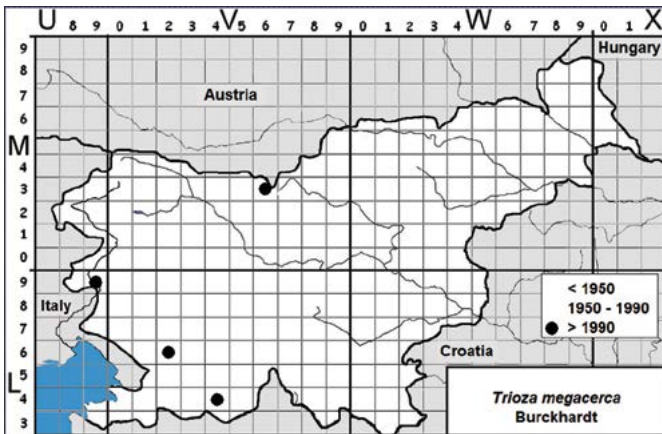 U 8 9 0 1 2 3 4 V 6 7 8 9 0 1 2 3 4 W 6 7 8 9 0 1 X
9
Hungary
8
Austria
7
6
M
4
3
2
1
0
9
< 1950
8
Italy
1950 - 1990
7
> 1990
6
Croatia
5
L
4
Trioza megacerca
Burckhardt
3